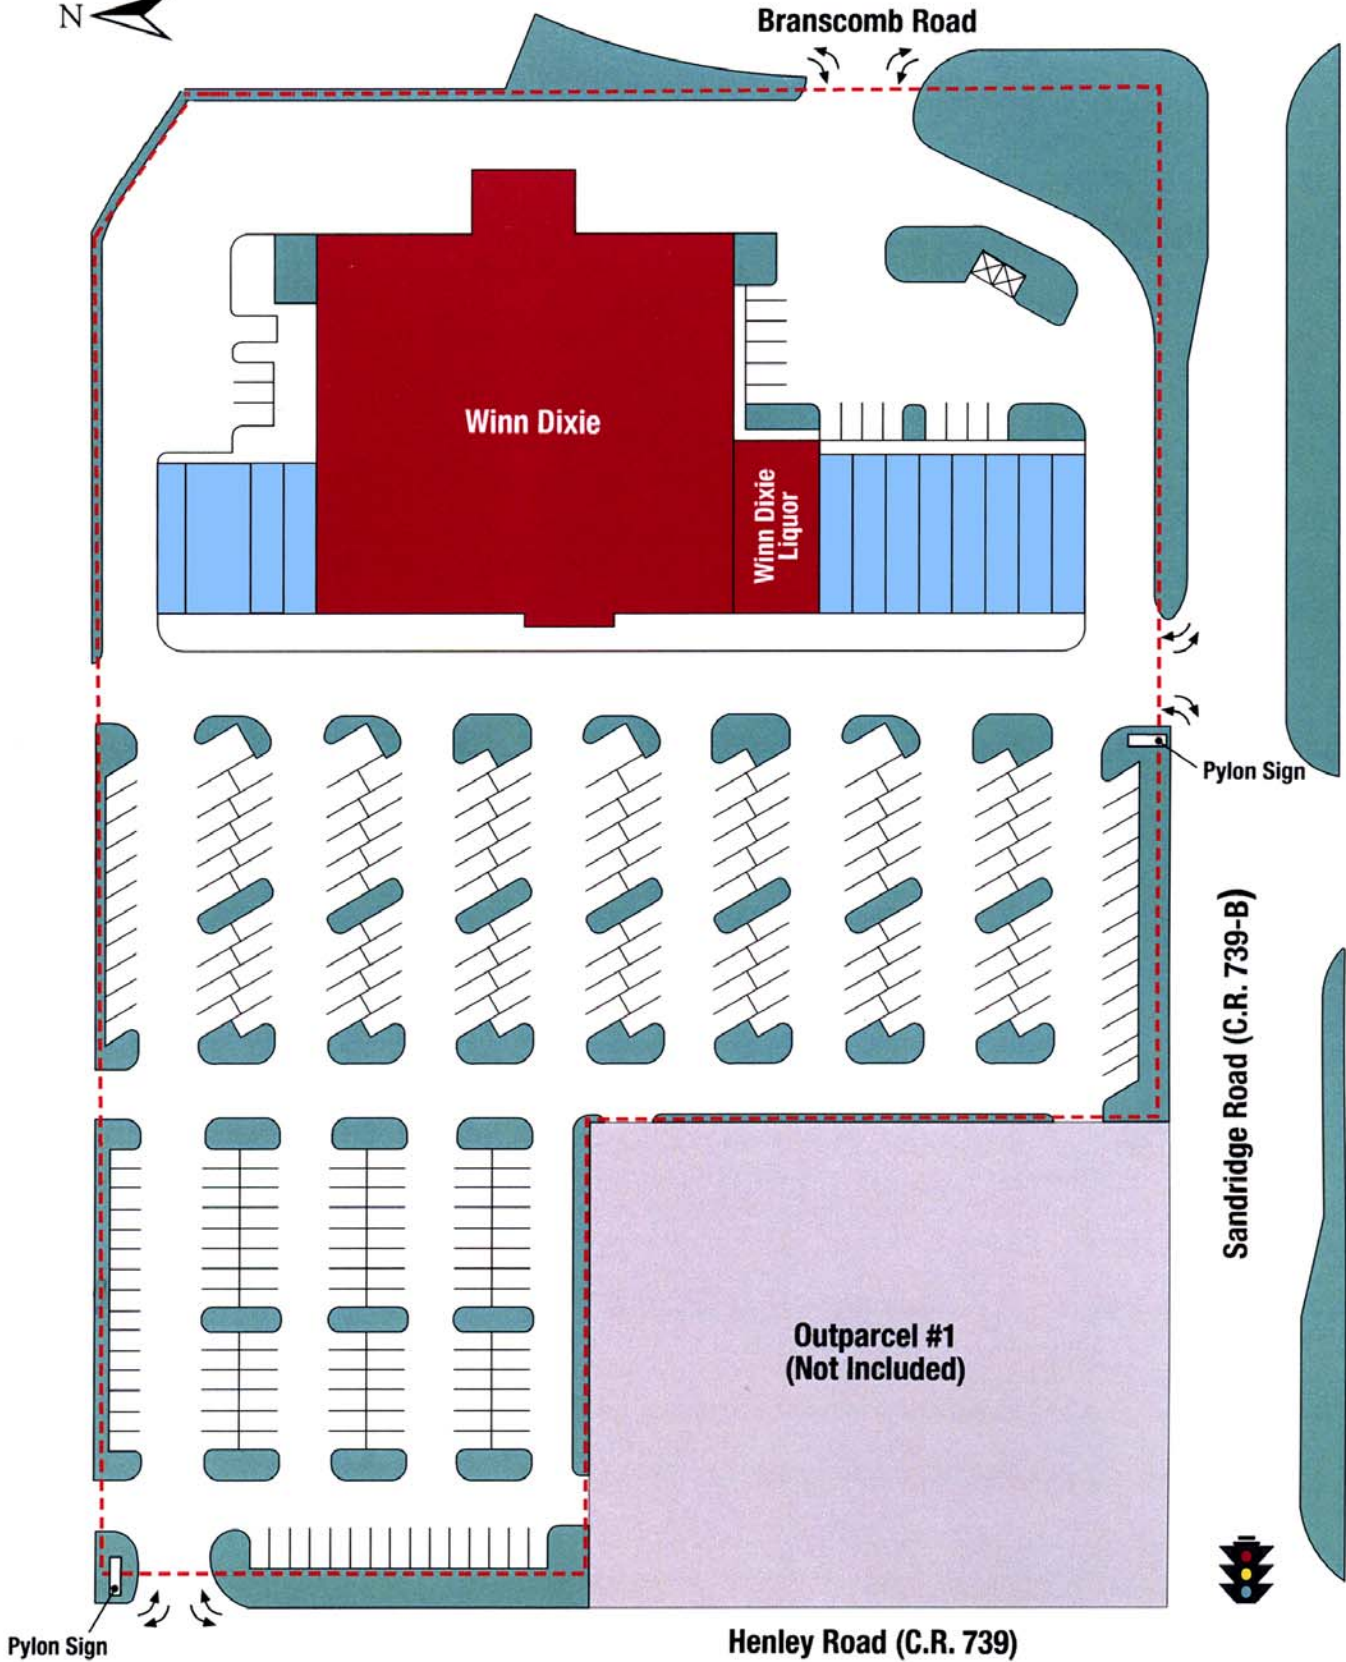 N
Branscomb Road
Winn Dixie
Winn Dixie
Liquor
Pylon Sign
Sandridge Road (C.R. 739-B)
Outparcel #1
(Not Included)
Pylon Sign
Henley Road (C.R. 739)